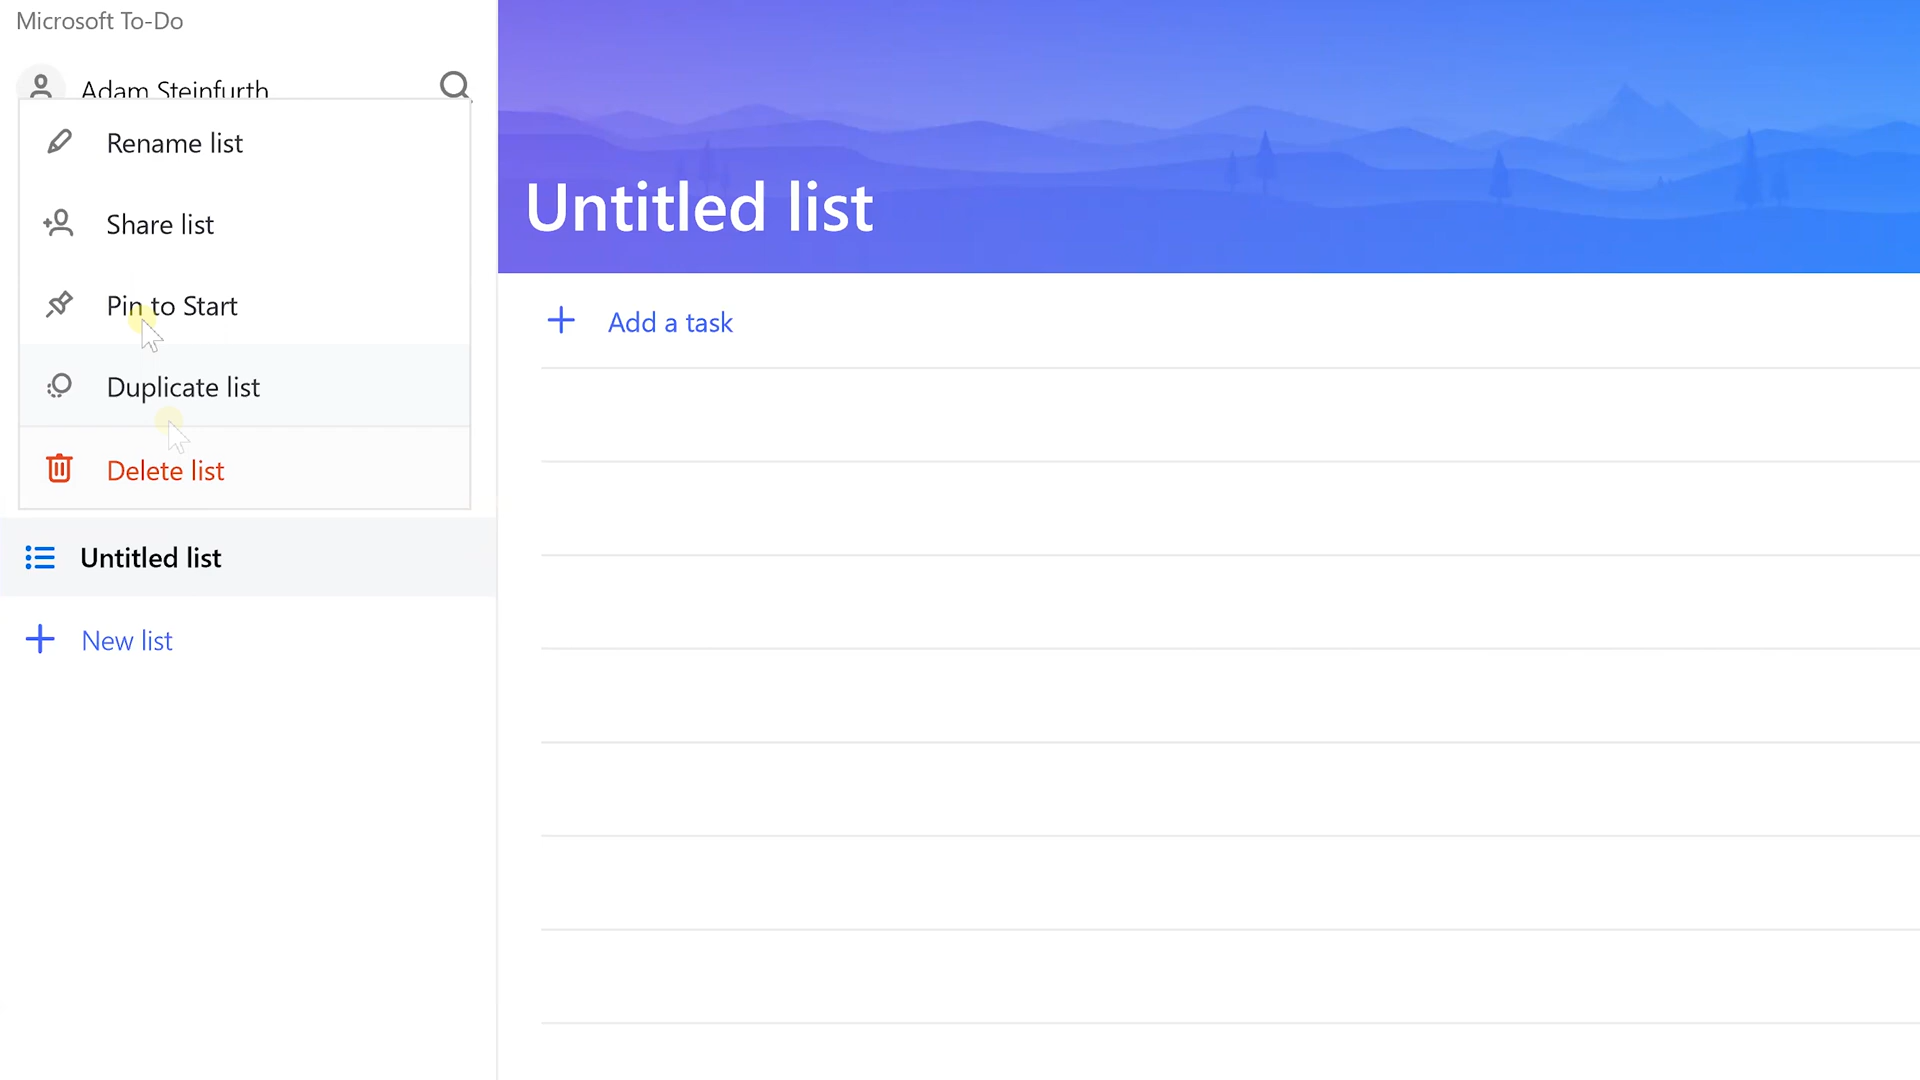 Microsoft To-Do
Adam Steinfurth
Rename list
Share list
Pin to Start
Duplicate list
Delete list
Untitled list
New list
Untitled list
Add a task